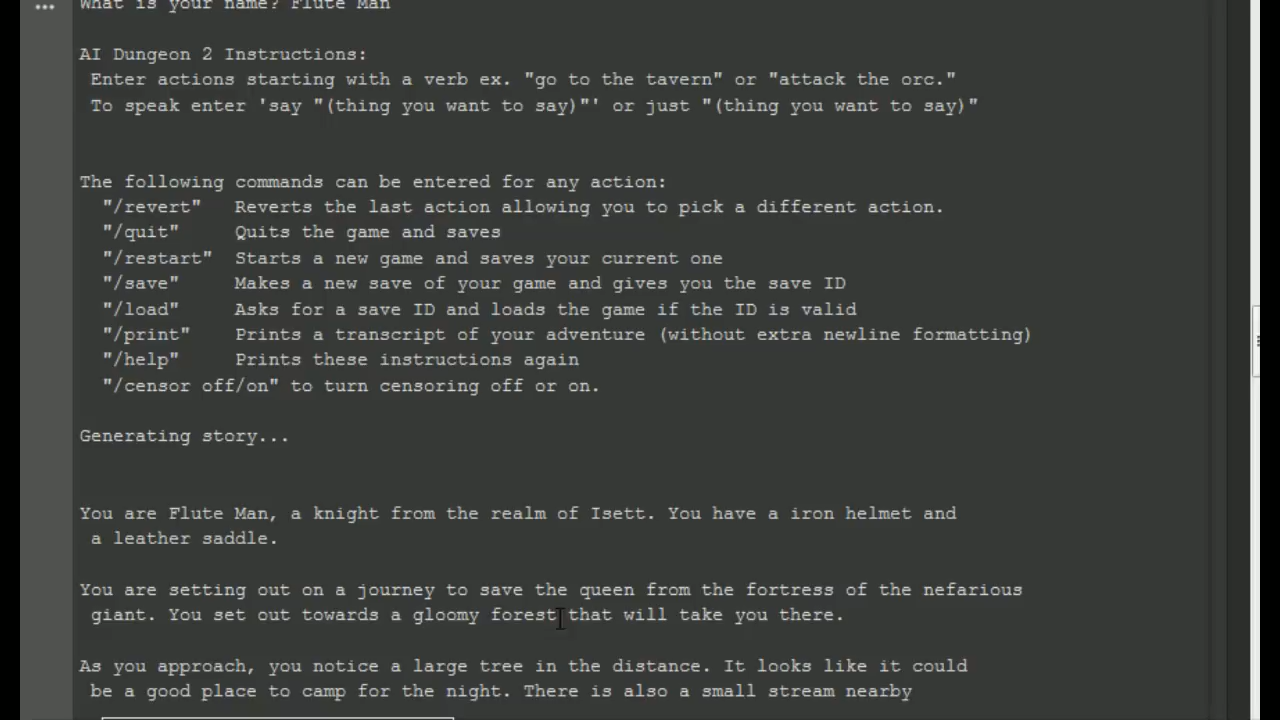 What is your name? Flute Man
AI Dungeon 2 Instructions:
Enter actions starting with a verb ex. "go to the tavern" or "attack the orc."
To speak enter 'say "(thing you want to say)"' or just "(thing you want to say)"
The following commands can be entered for any action:
"/revert" Reverts the last action allowing you to pick a different action.
"/quit" Quits the game and saves
"/restart" Starts a new game and saves your current one
"/save" Makes a new save of your game and gives you the save ID
"/load" Asks for a save ID and loads the game if the ID is valid
"/print" Prints a transcript of your adventure (without extra newline formatting)
"/help" Prints these instructions again
"/censor off/on" to turn censoring off or on.
Generating story...
You are Flute Man, a knight from the realm of Isett. You have a iron helmet and
a leather saddle.
You are setting out on a journey to save the queen from the fortress of the nefarious
giant. You set out towards a gloomy forest that will take you there.
As you approach, you notice a large tree in the distance. It looks like it could
be a good place to camp for the night. There is also a small stream nearby